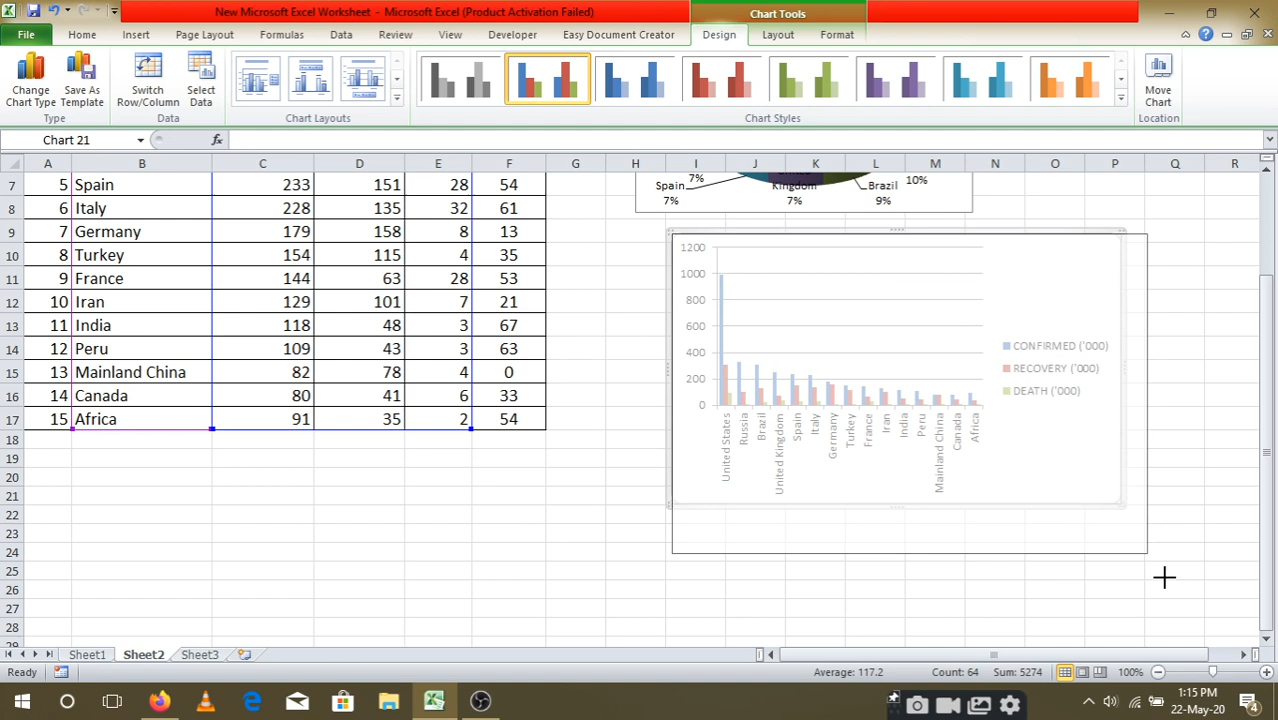 New Microsoft Excel Worksheet - Microsoft Excel (Product Activation Failed)
Chart Tools
File Home Insert Page Layout Formulas Data Review View Developer Easy Document Creator Design Layout Format
Change Chart Type
Save As Template
Switch Row/Column
Select Data
Move Chart
Type Data Chart Layouts Chart Styles Location
Chart 21 fx
A B C D E F G H I J K L M N O P Q R
7 5 Spain 233 151 28 54
8 6 Italy 228 135 32 61
9 7 Germany 179 158 8 13
10 8 Turkey 154 115 4 35
11 9 France 144 63 28 53
12 10 Iran 129 101 7 21
13 11 India 118 48 3 67
14 12 Peru 109 43 3 63
15 13 Mainland China 82 78 4 0
16 14 Canada 80 41 6 33
17 15 Africa 91 35 2 54
18
19
20
21
22
23
24
25
26
27
28
29
7%
Spain
7%
Kingdom
7%
Brazil
9%
10%
1200
1000
800
600
400
200
0
United States
Russia
Brazil
United Kingdom
Spain
Italy
Germany
Turkey
France
Iran
India
Peru
Mainland China
Canada
Africa
CONFIRMED ('000)
RECOVERY ('000)
DEATH ('000)
Sheet1 Sheet2 Sheet3
Ready Average: 117.2 Count: 64 Sum: 5274 100%
1:15 PM
22-May-20
4